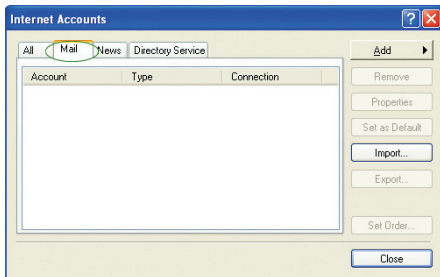 Internet Accounts
All Mail News Directory Service
Add
Account Type Connection
Remove
Properties
Set as Default
Import...
Export...
Set Order...
Close